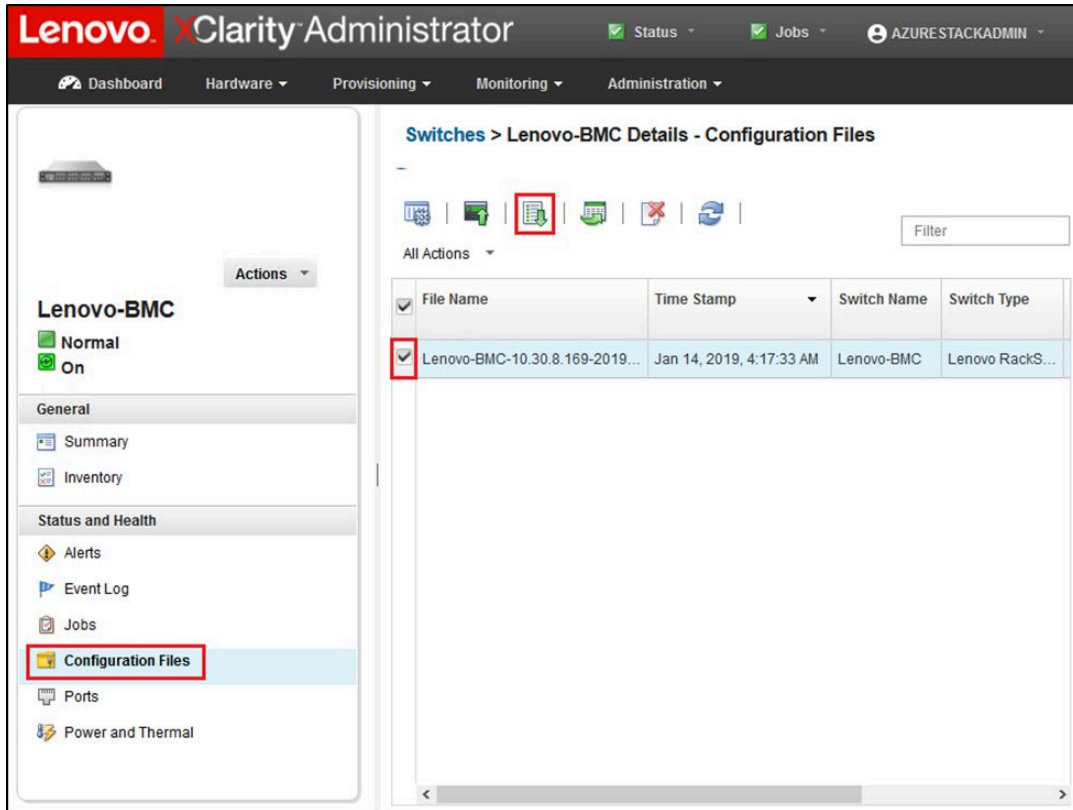 Lenovo. XClarity Administrator
Status
Jobs
AZURESTACKADMIN
Dashboard
Hardware
Provisioning
Monitoring
Administration
Actions
Lenovo-BMC
Normal
On
General
Summary
Inventory
Status and Health
Alerts
Event Log
Jobs
Configuration Files
Ports
Power and Thermal
Switches > Lenovo-BMC Details - Configuration Files
Filter
All Actions
File Name Time Stamp Switch Name Switch Type
Lenovo-BMC-10.30.8.169-2019... Jan 14, 2019, 4:17:33 AM Lenovo-BMC Lenovo RackS...